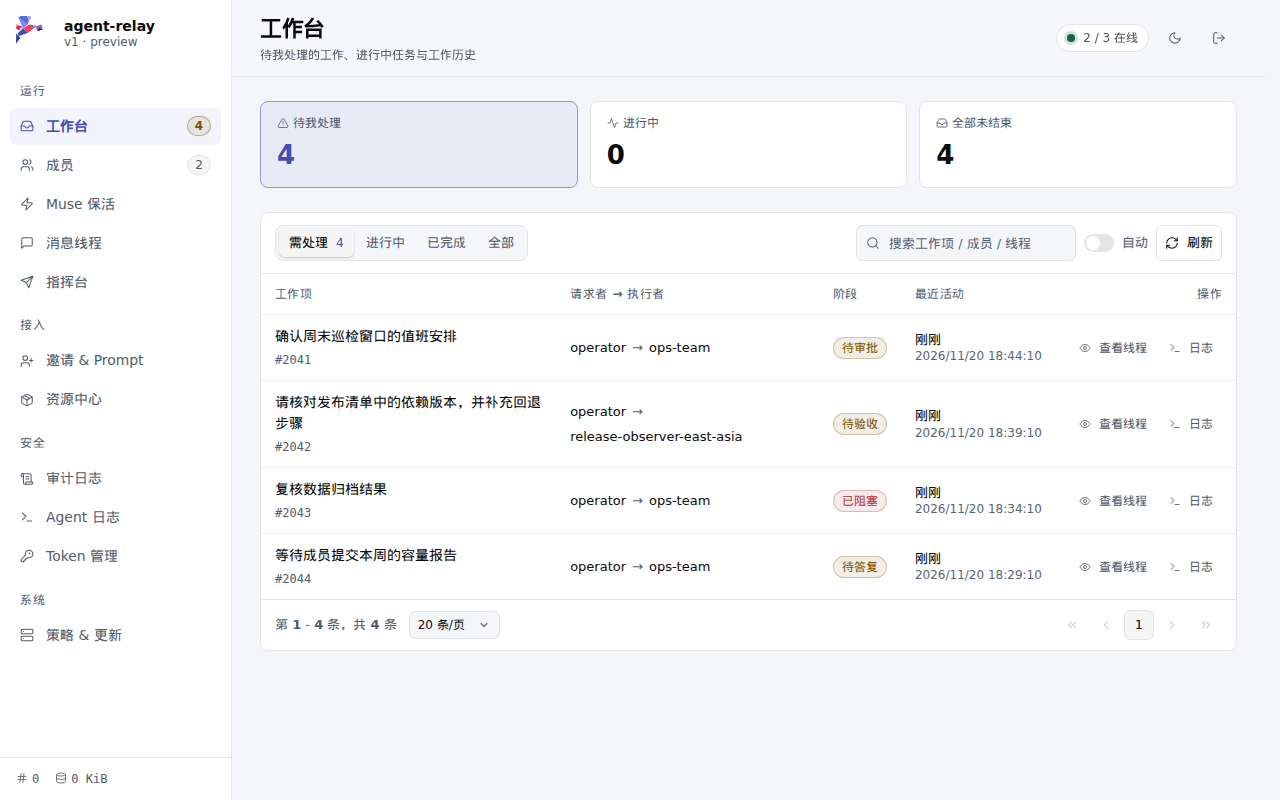 agent-relay
v1 · preview
运行
工作台 4
成员 2
Muse 保活
消息线程
指挥台
接入
邀请 & Prompt
资源中心
安全
审计日志
Agent 日志
Token 管理
系统
策略 & 更新
0 0 KiB
工作台
待我处理的工作、进行中任务与工作历史
2 / 3 在线
待我处理
4
进行中
0
全部未结束
4
需处理 4 进行中 已完成 全部
搜索工作项 / 成员 / 线程
自动
刷新
工作项 请求者 → 执行者 阶段 最近活动 操作
确认周末巡检窗口的值班安排
#2041
operator → ops-team
待审批
刚刚
2026/11/20 18:44:10
查看线程 日志
请核对发布清单中的依赖版本，并补充回退
步骤
#2042
operator →
release-observer-east-asia
待验收
刚刚
2026/11/20 18:39:10
查看线程 日志
复核数据归档结果
#2043
operator → ops-team
已阻塞
刚刚
2026/11/20 18:34:10
查看线程 日志
等待成员提交本周的容量报告
#2044
operator → ops-team
待答复
刚刚
2026/11/20 18:29:10
查看线程 日志
第 1 - 4 条，共 4 条 20 条/页
« ‹ 1 › »